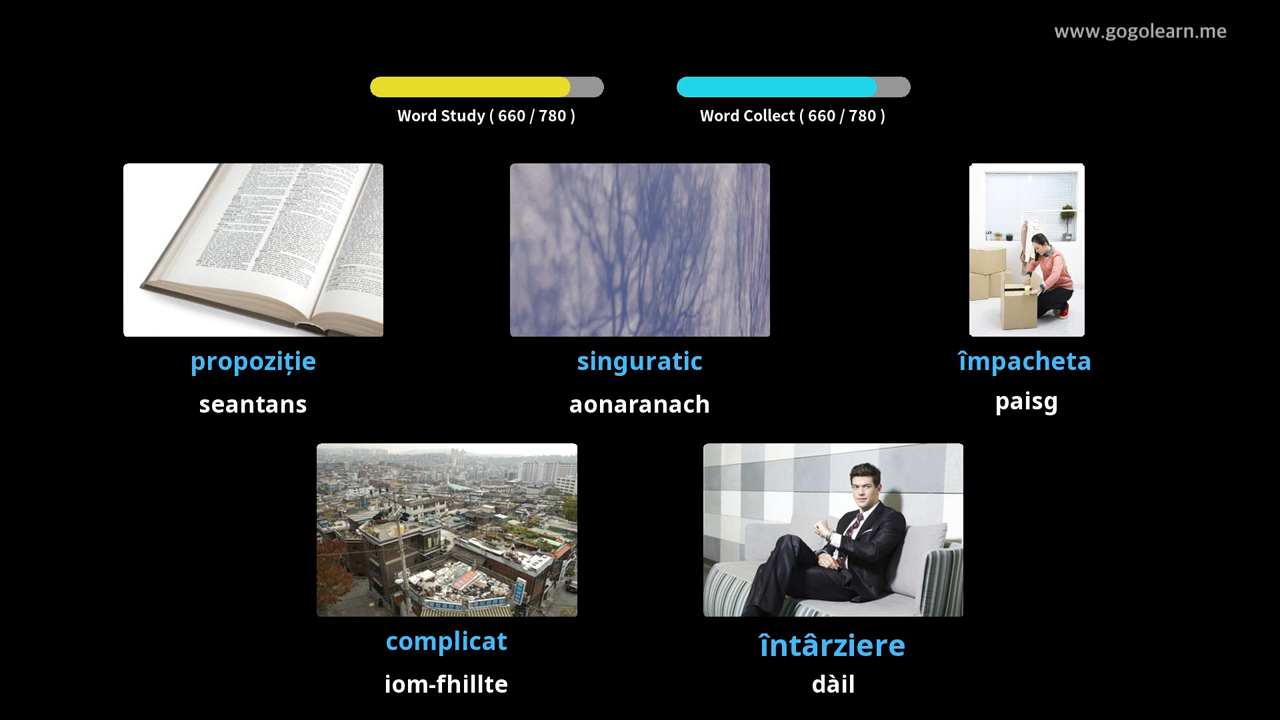 www.gogolearn.me
Word Study ( 660 / 780 )
Word Collect ( 660 / 780 )
propoziție
singuratic
împacheta
seantans
aonaranach
paisg
complicat
întârziere
iom-fhillte
dàil